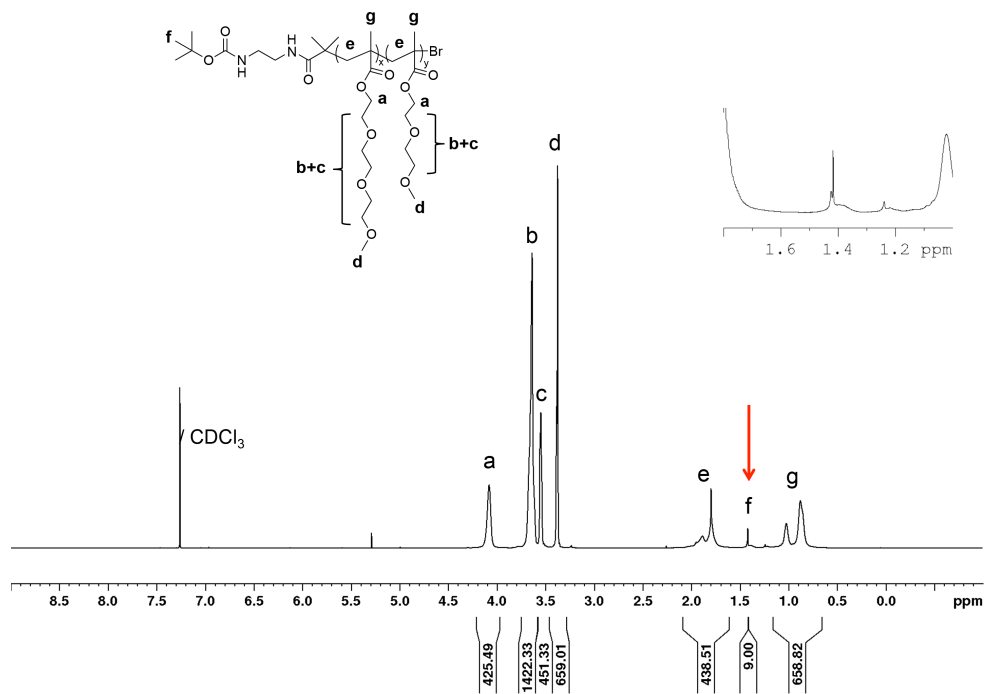 g g
f
O
e e
Br
O N H
H N
x y
O
O O
O O
a a
O
O
b+c
b+c
O
O
d
O
d
1.6 1.4 1.2 ppm
d
b
c
CDCl3
a
e
f
g
8.5 8.0 7.5 7.0 6.5 6.0 5.5 5.0 4.5 4.0 3.5 3.0 2.5 2.0 1.5 1.0 0.5 0.0 ppm
425.49
1422.33
451.33
659.01
438.51
9.00
658.82